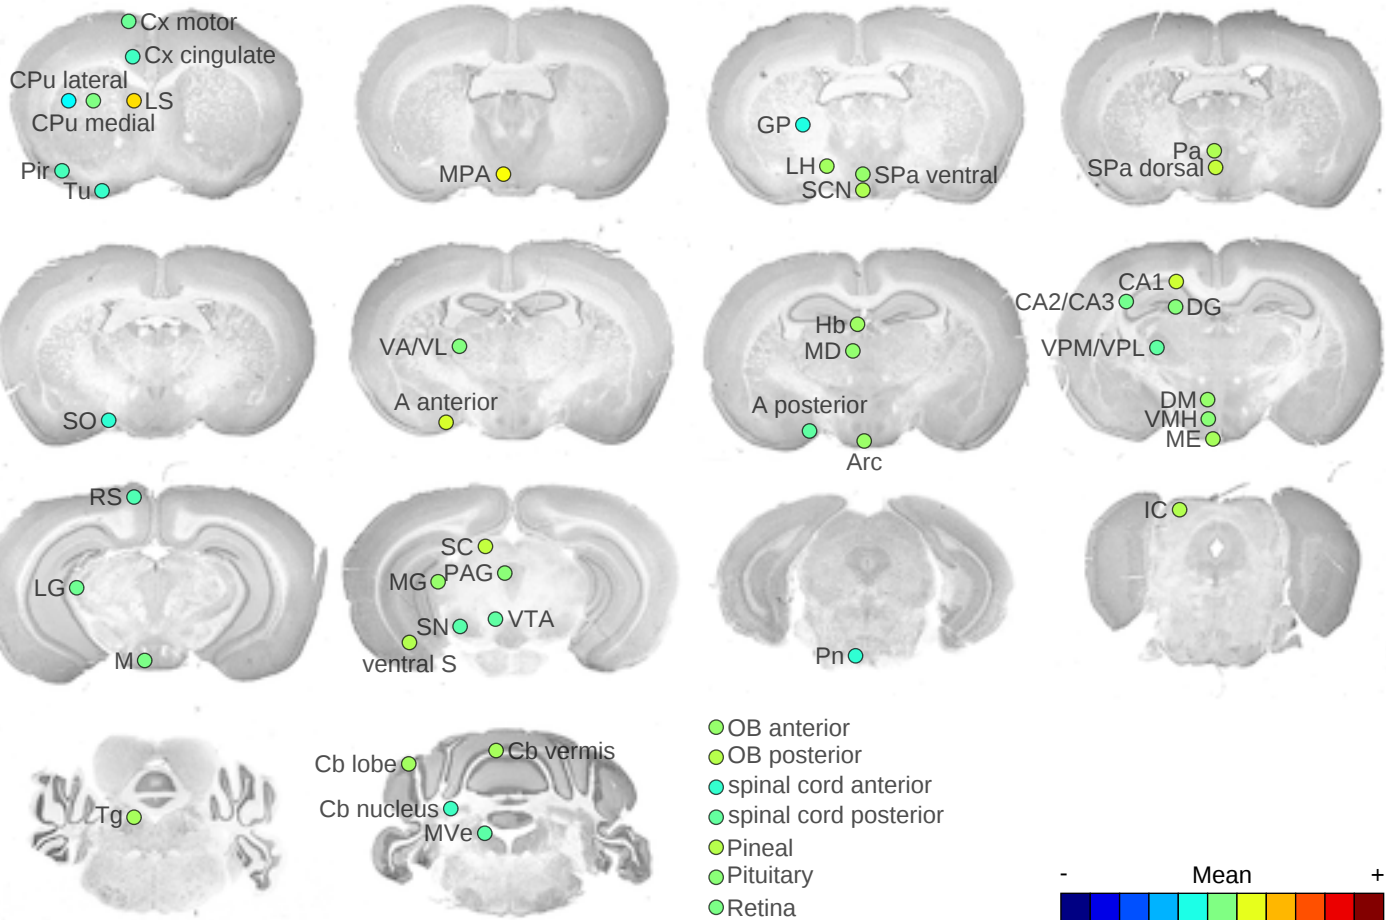 Cx motor
Cx cingulate
CPu lateral
LS
CPu medial
Pir
Tu
MPA
GP
LH
SPa ventral
SCN
Pa
SPa dorsal
SO
VA/VL
A anterior
Hb
MD
A posterior
Arc
CA1
CA2/CA3
DG
VPM/VPL
DM
VMH
ME
RS
LG
M
SC
MG
PAG
SN
VTA
ventral S
Pn
IC
Tg
Cb lobe
Cb vermis
Cb nucleus
MVe
OB anterior
OB posterior
spinal cord anterior
spinal cord posterior
Pineal
Pituitary
Retina
- Mean +